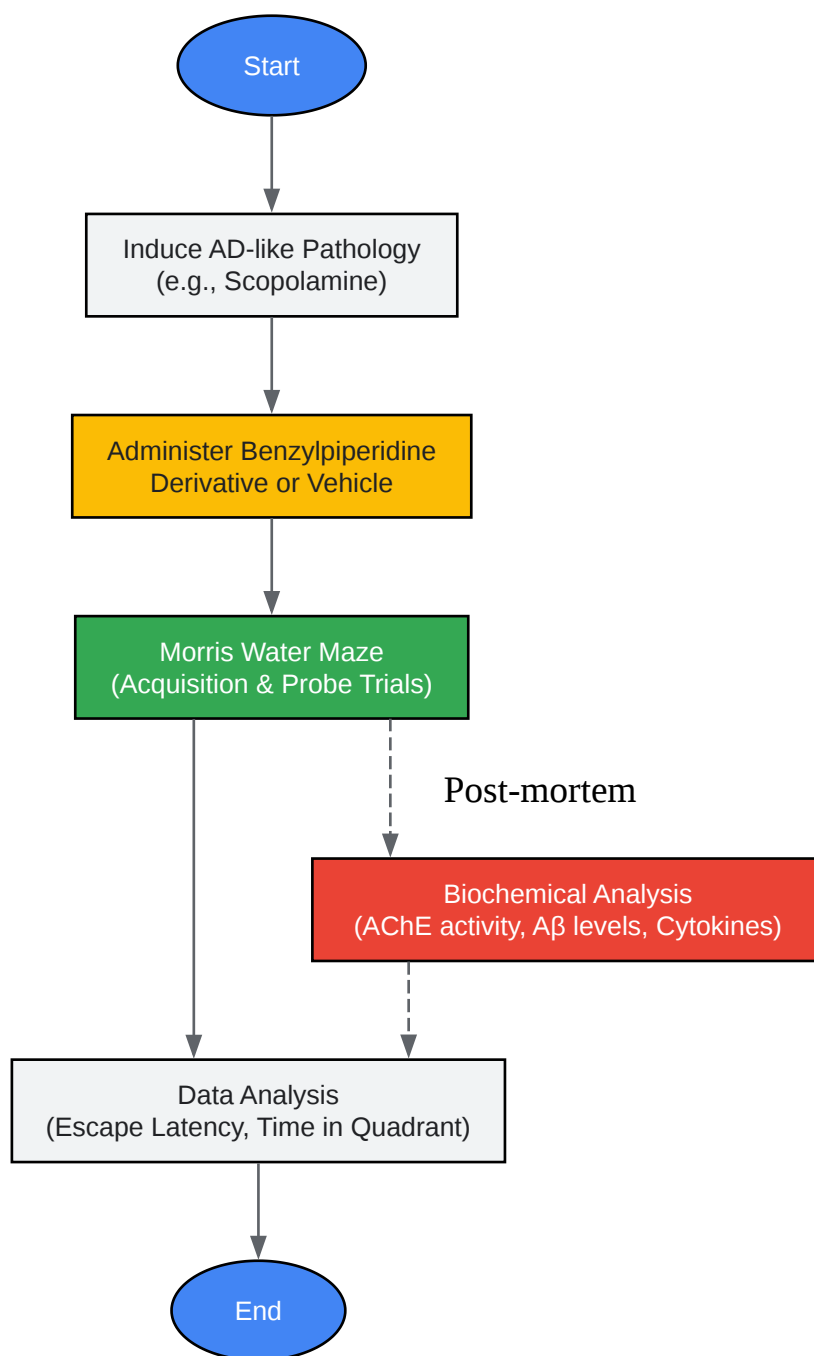 Start
Induce AD-like Pathology
(e.g., Scopolamine)
Administer Benzylpiperidine
Derivative or Vehicle
Morris Water Maze
(Acquisition & Probe Trials)
Post-mortem
Biochemical Analysis
(AChE activity, Aβ levels, Cytokines)
Data Analysis
(Escape Latency, Time in Quadrant)
End